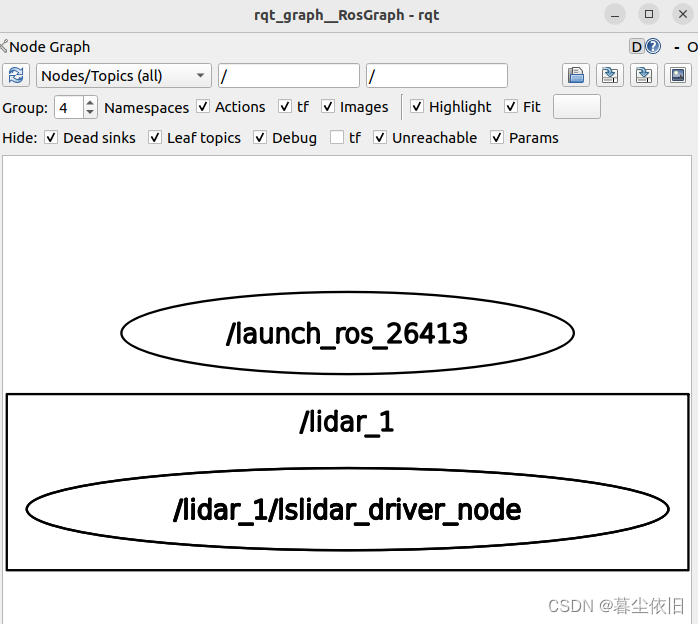 rqt_graph__RosGraph - rqt
Node Graph D ? - O
Nodes/Topics (all) / /
Group: 4 Namespaces Actions tf Images Highlight Fit
Hide: Dead sinks Leaf topics Debug tf Unreachable Params
/launch_ros_26413
/lidar_1
/lidar_1/lslidar_driver_node
CSDN @暮尘依旧